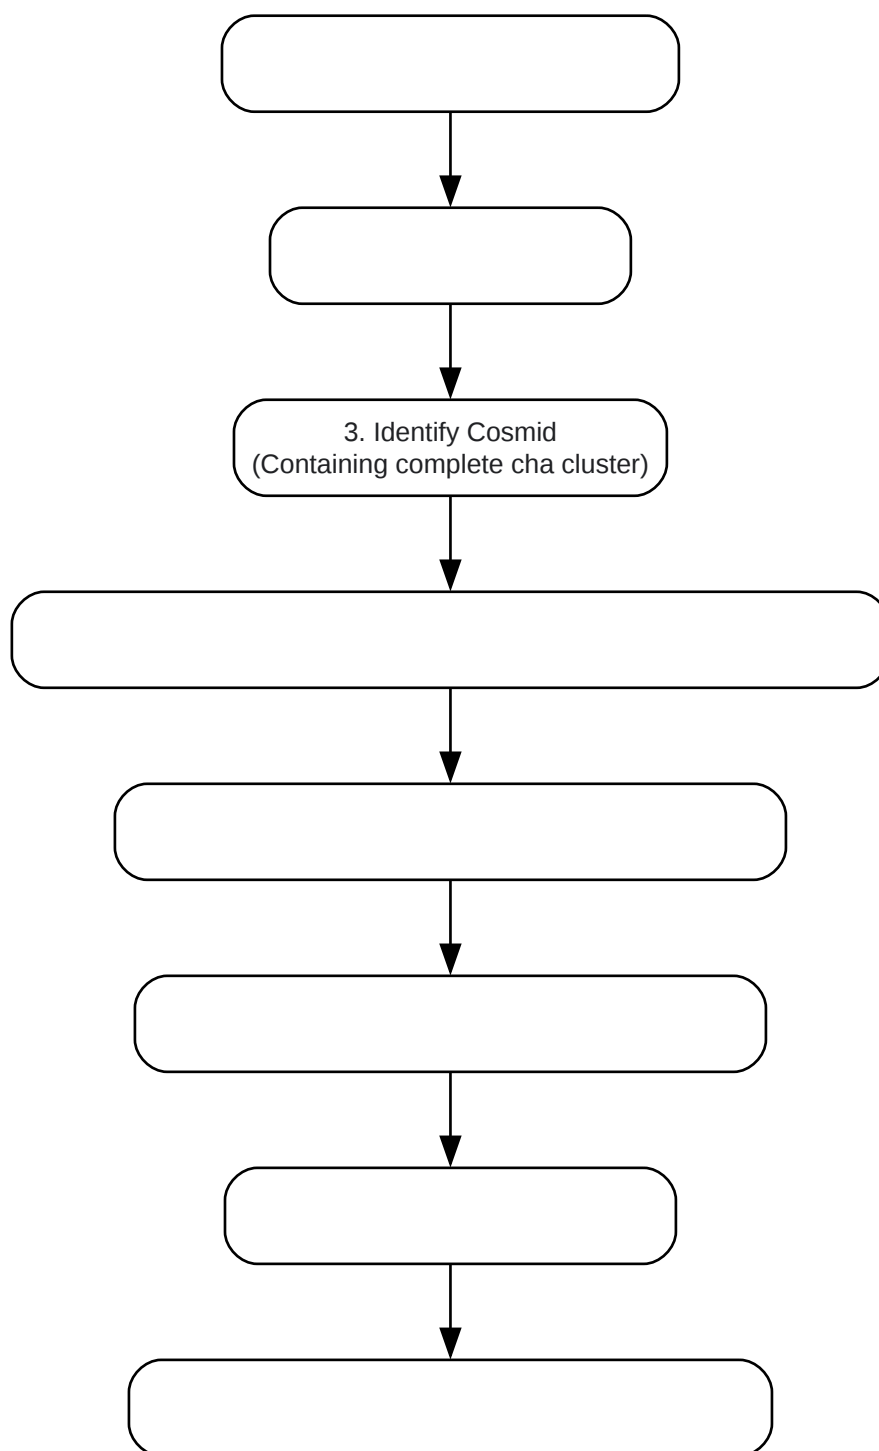 3. Identify Cosmid
(Containing complete cha cluster)